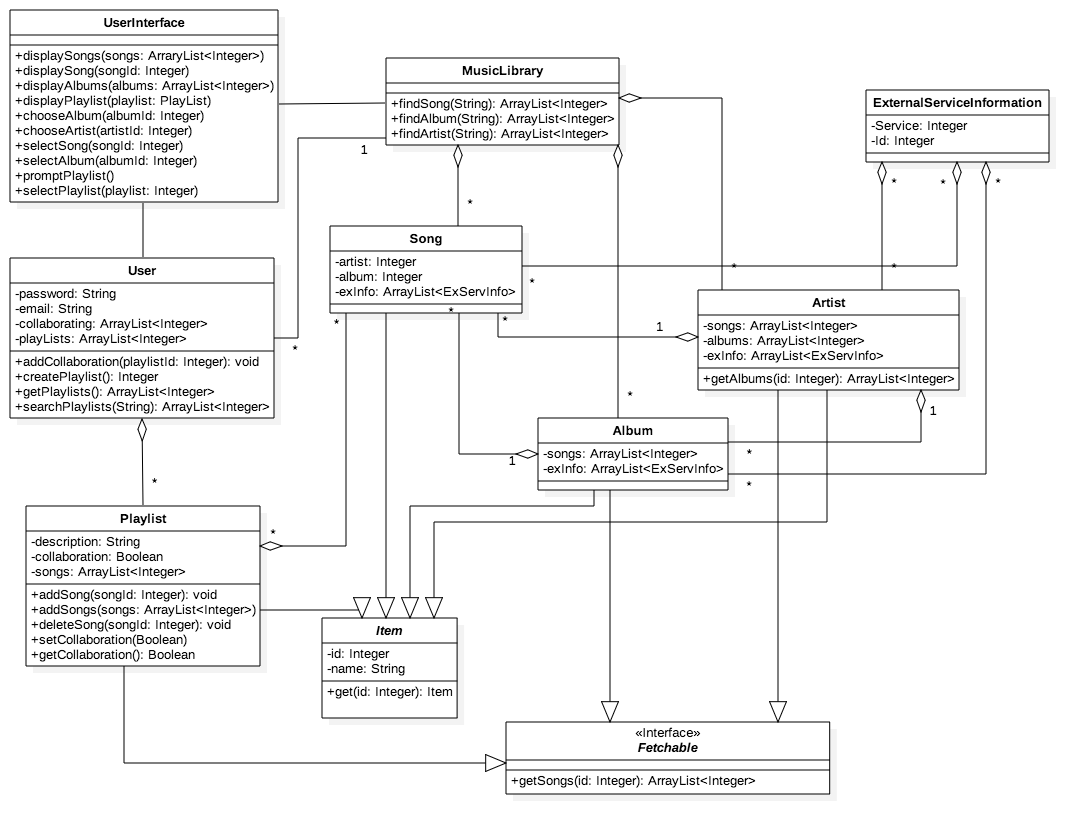 UserInterface
+displaySongs(songs: ArraryList<Integer>)
+displaySong(songId: Integer)
+displayAlbums(albums: ArrayList<Integer>)
+displayPlaylist(playlist: PlayList)
+chooseAlbum(albumId: Integer)
+chooseArtist(artistId: Integer)
+selectSong(songId: Integer)
+selectAlbum(albumId: Integer)
+promptPlaylist()
+selectPlaylist(playlist: Integer)
MusicLibrary
+findSong(String): ArrayList<Integer>
+findAlbum(String): ArrayList<Integer>
+findArtist(String): ArrayList<Integer>
1
*
ExternalServiceInformation
-Service: Integer
-Id: Integer
*
*
*
Song
-artist: Integer
-album: Integer
-exInfo: ArrayList<ExServInfo>
*
*
*
*
*
*
User
-password: String
-email: String
-collaborating: ArrayList<Integer>
-playLists: ArrayList<Integer>
+addCollaboration(playlistId: Integer): void
+createPlaylist(): Integer
+getPlaylists(): ArrayList<Integer>
+searchPlaylists(String): ArrayList<Integer>
*
*
Artist
-songs: ArrayList<Integer>
-albums: ArrayList<Integer>
-exInfo: ArrayList<ExServInfo>
+getAlbums(id: Integer): ArrayList<Integer>
1
1
*
Album
-songs: ArrayList<Integer>
-exInfo: ArrayList<ExServInfo>
1
*
*
Playlist
-description: String
-collaboration: Boolean
-songs: ArrayList<Integer>
+addSong(songId: Integer): void
+addSongs(songs: ArrayList<Integer>)
+deleteSong(songId: Integer): void
+setCollaboration(Boolean)
+getCollaboration(): Boolean
*
Item
-id: Integer
-name: String
+get(id: Integer): Item
«Interface»
Fetchable
+getSongs(id: Integer): ArrayList<Integer>